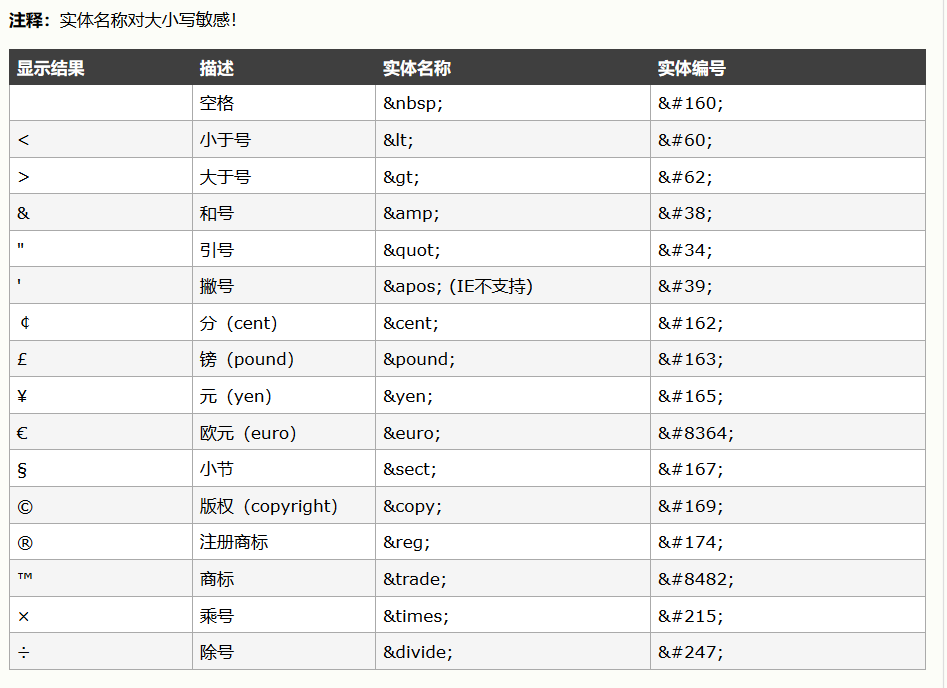 注释：实体名称对大小写敏感！
显示结果 描述 实体名称 实体编号
空格 &nbsp; &#160;
< 小于号 &lt; &#60;
> 大于号 &gt; &#62;
& 和号 &amp; &#38;
" 引号 &quot; &#34;
' 撇号 &apos; (IE不支持) &#39;
￠ 分（cent） &cent; &#162;
£ 镑（pound） &pound; &#163;
¥ 元（yen） &yen; &#165;
€ 欧元（euro） &euro; &#8364;
§ 小节 &sect; &#167;
© 版权（copyright） &copy; &#169;
® 注册商标 &reg; &#174;
™ 商标 &trade; &#8482;
× 乘号 &times; &#215;
÷ 除号 &divide; &#247;